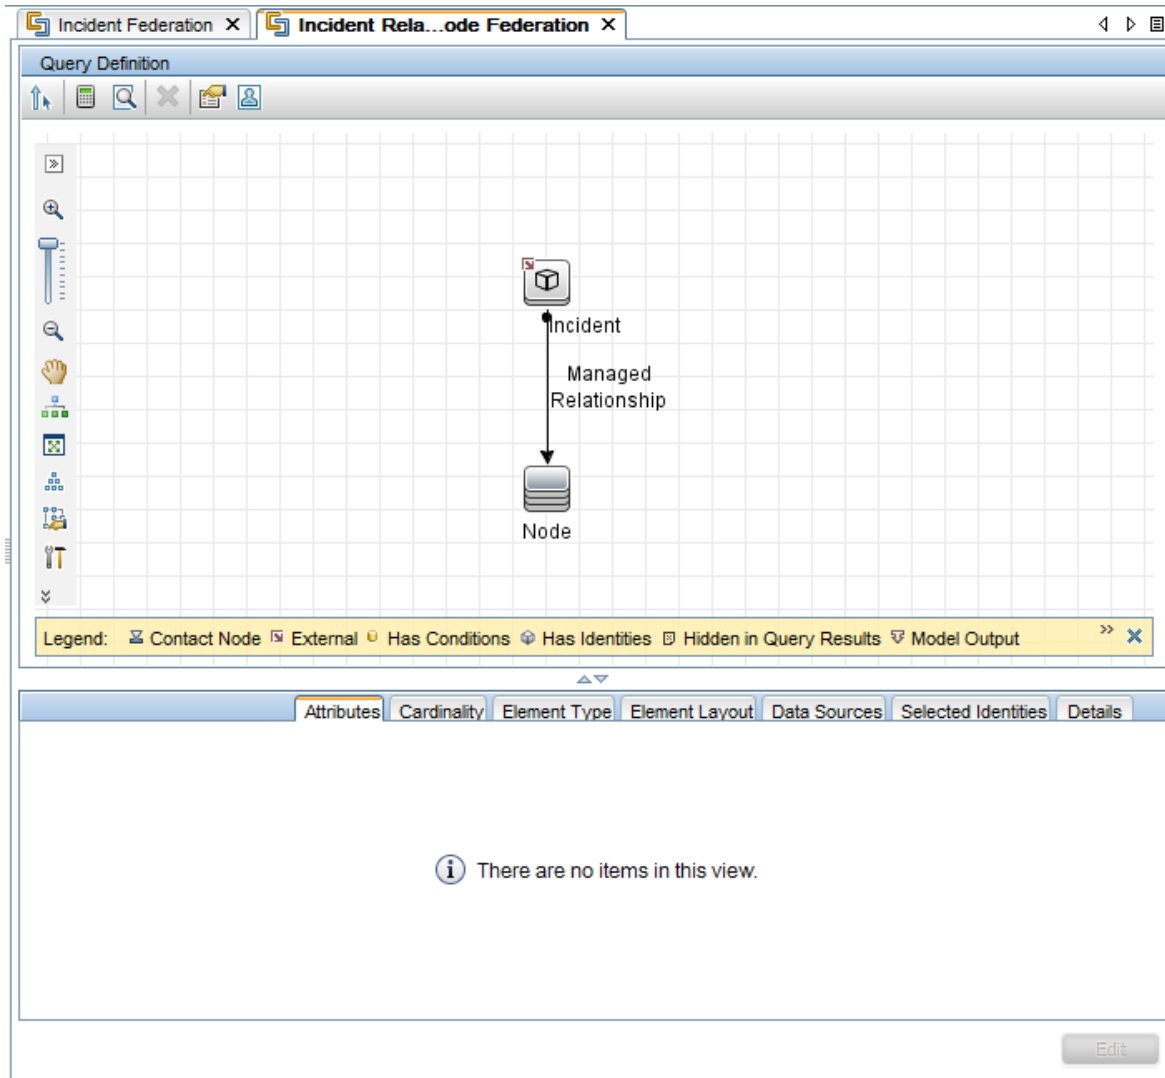 Incident Federation
Incident Rela...ode Federation
Query Definition
Incident
Managed
Relationship
Node
Legend: Contact Node External Has Conditions Has Identities Hidden in Query Results Model Output
Attributes Cardinality Element Type Element Layout Data Sources Selected Identities Details
There are no items in this view.
Edit